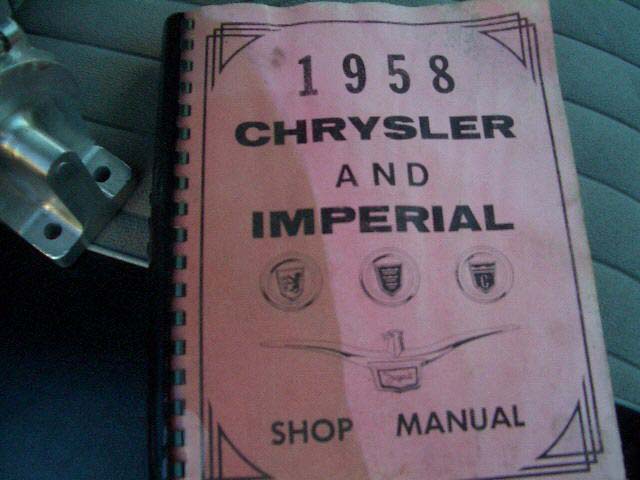 1958
CHRYSLER
AND
IMPERIAL
SHOP MANUAL